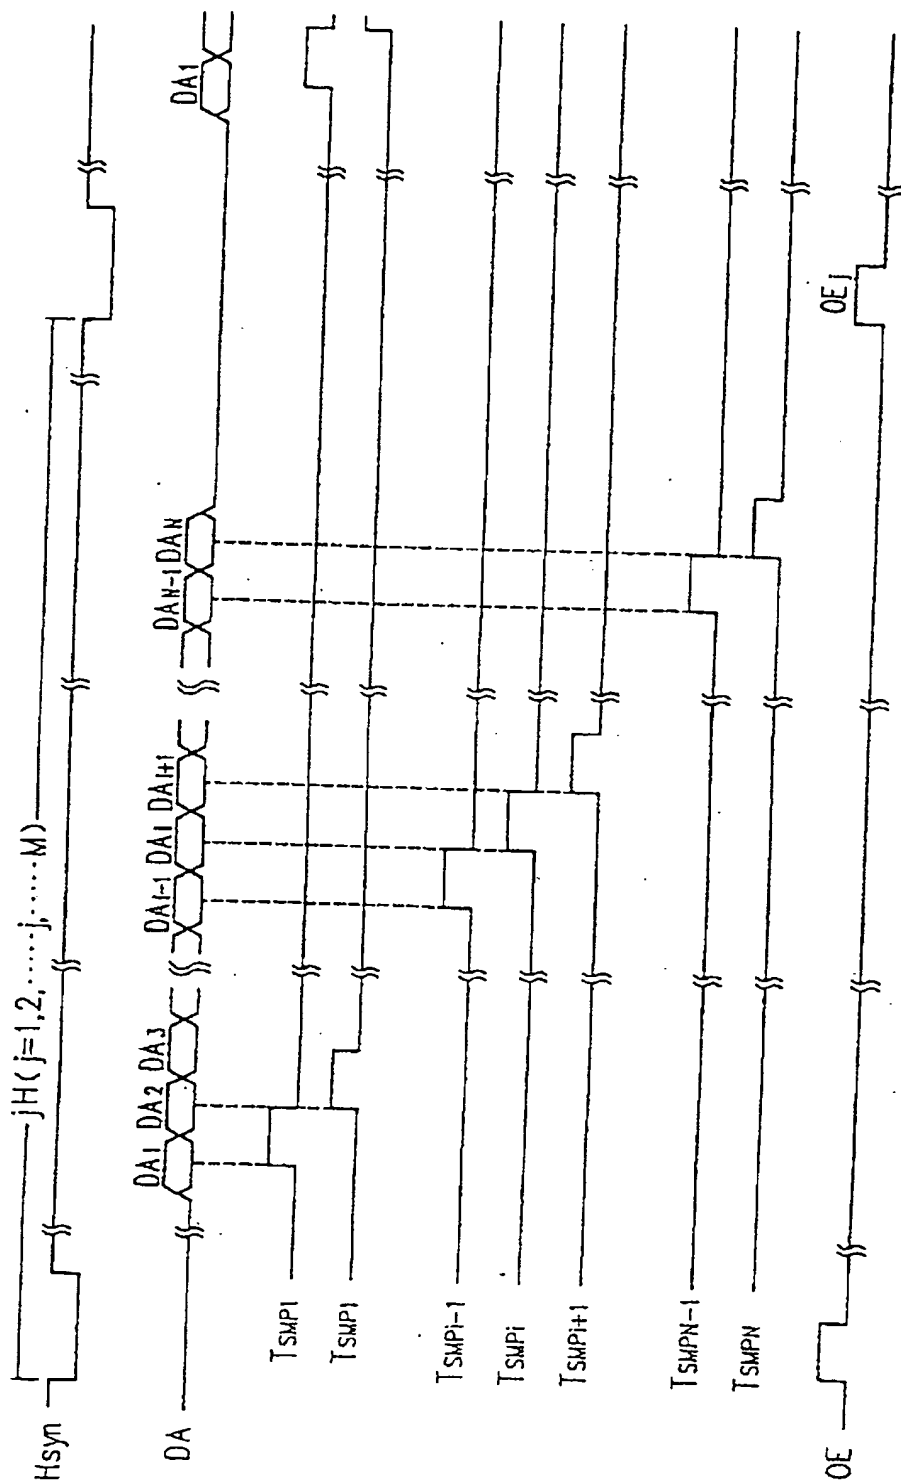 Hsyn
jH(j=1,2,·····j,·····M)
DA
DA1 DA2 DA3
DAi-1 DAi DAi+1
DAN-1 DAN
DA1
TSMP1
TSMP1
TSMPi-1
TSMPi
TSMPi+1
TSMPN-1
TSMPN
OE
OEj